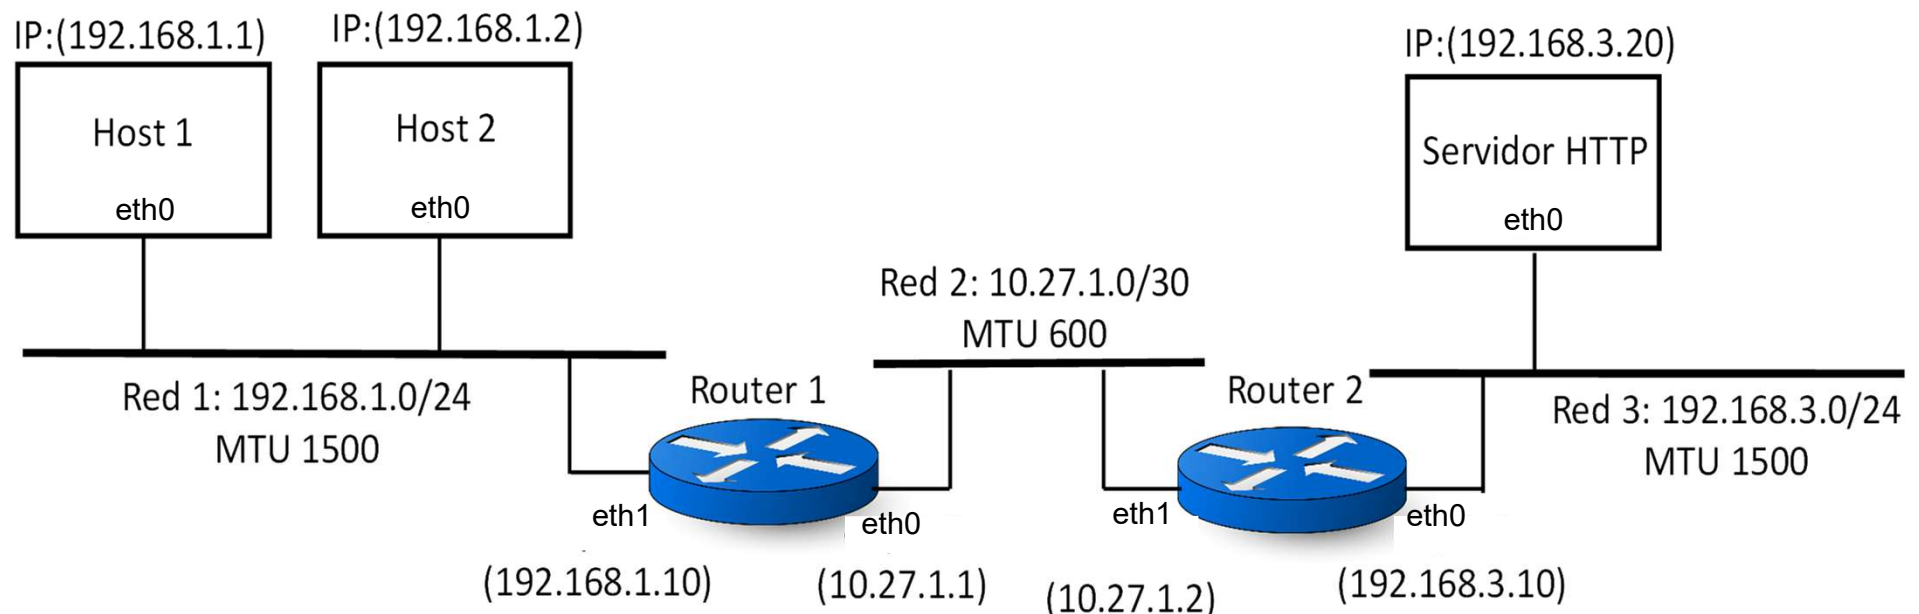 IP:(192.168.1.1)
IP:(192.168.1.2)
IP:(192.168.3.20)
Host 1
eth0
Host 2
eth0
Servidor HTTP
eth0
Red 1: 192.168.1.0/24
MTU 1500
Red 2: 10.27.1.0/30
MTU 600
Red 3: 192.168.3.0/24
MTU 1500
Router 1
eth1
eth0
(192.168.1.10)
(10.27.1.1)
Router 2
eth1
eth0
(10.27.1.2)
(192.168.3.10)